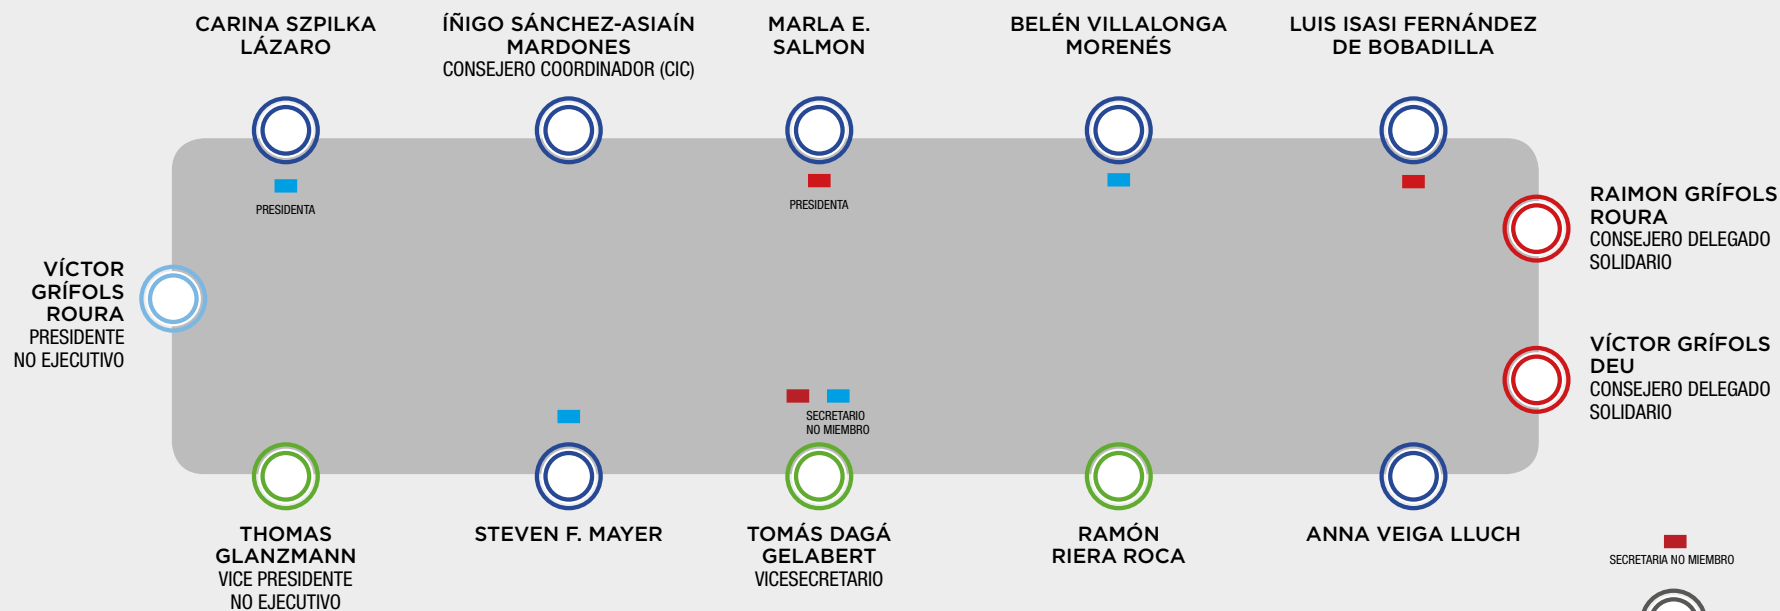 CARINA SZPILKA
LÁZARO
ÍÑIGO SÁNCHEZ-ASIAÍN
MARDONES
CONSEJERO COORDINADOR (CIC)
MARLA E.
SALMON
BELÉN VILLALONGA
MORENÉS
LUIS ISASI FERNÁNDEZ
DE BOBADILLA
PRESIDENTA
PRESIDENTA
RAIMON GRÍFOLS
ROURA
CONSEJERO DELEGADO
SOLIDARIO
VÍCTOR
GRÍFOLS
ROURA
PRESIDENTE
NO EJECUTIVO
VÍCTOR GRÍFOLS
DEU
CONSEJERO DELEGADO
SOLIDARIO
SECRETARIO
NO MIEMBRO
THOMAS
GLANZMANN
VICE PRESIDENTE
NO EJECUTIVO
STEVEN F. MAYER
TOMÁS DAGÁ
GELABERT
VICESECRETARIO
RAMÓN
RIERA ROCA
ANNA VEIGA LLUCH
SECRETARIA NO MIEMBRO